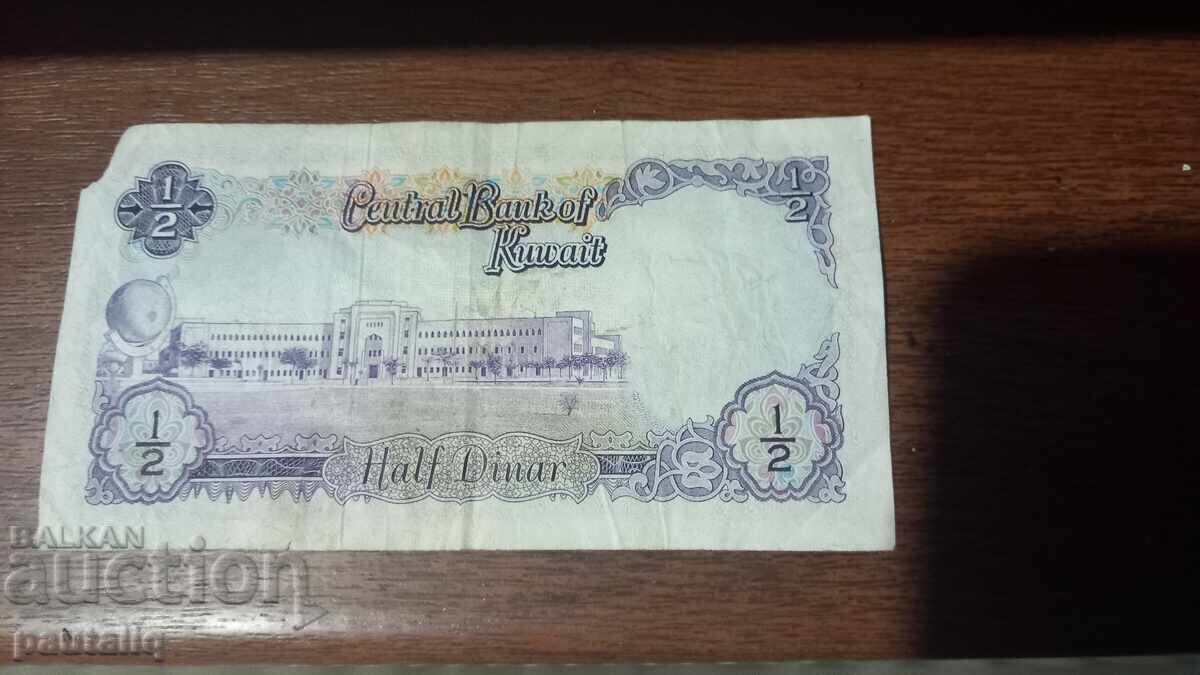 1/2
Central Bank of
Kuwait
1/2
1/2
Half Dinar
1/2
BALKAN
auction
pautaliq